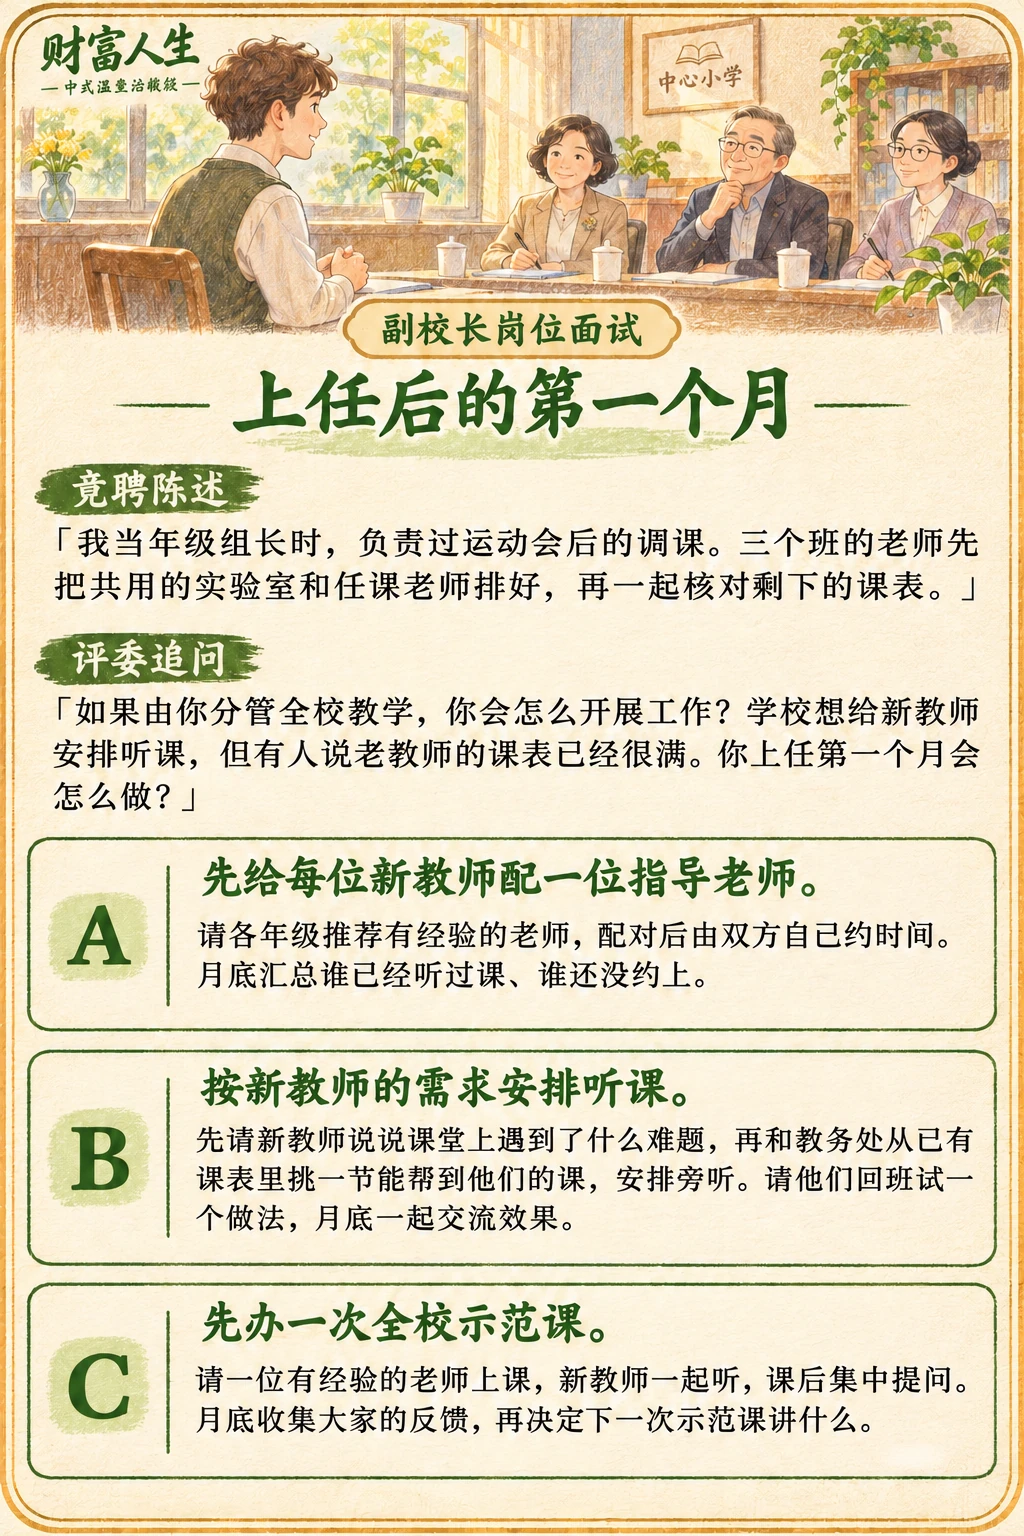 财富人生
中心小学
副校长岗位面试
上任后的第一个月
竞聘陈述
「我当年级组长时，负责过运动会后的调课。三个班的老师先
把共用的实验室和任课老师排好，再一起核对剩下的课表。」
评委追问
「如果由你分管全校教学，你会怎么开展工作？学校想给新教师
安排听课，但有人说老教师的课表已经很满。你上任第一个月会
怎么做？」
A
先给每位新教师配一位指导老师。
请各年级推荐有经验的老师，配对后由双方自己约时间。
月底汇总谁已经听过课、谁还没约上。
B
按新教师的需求安排听课。
先请新教师说说课堂上遇到了什么难题，再和教务处从已有
课表里挑一节能帮到他们的课，安排旁听。请他们回班试一
个做法，月底一起交流效果。
C
先办一次全校示范课。
请一位有经验的老师上课，新教师一起听，课后集中提问。
月底收集大家的反馈，再决定下一次示范课讲什么。